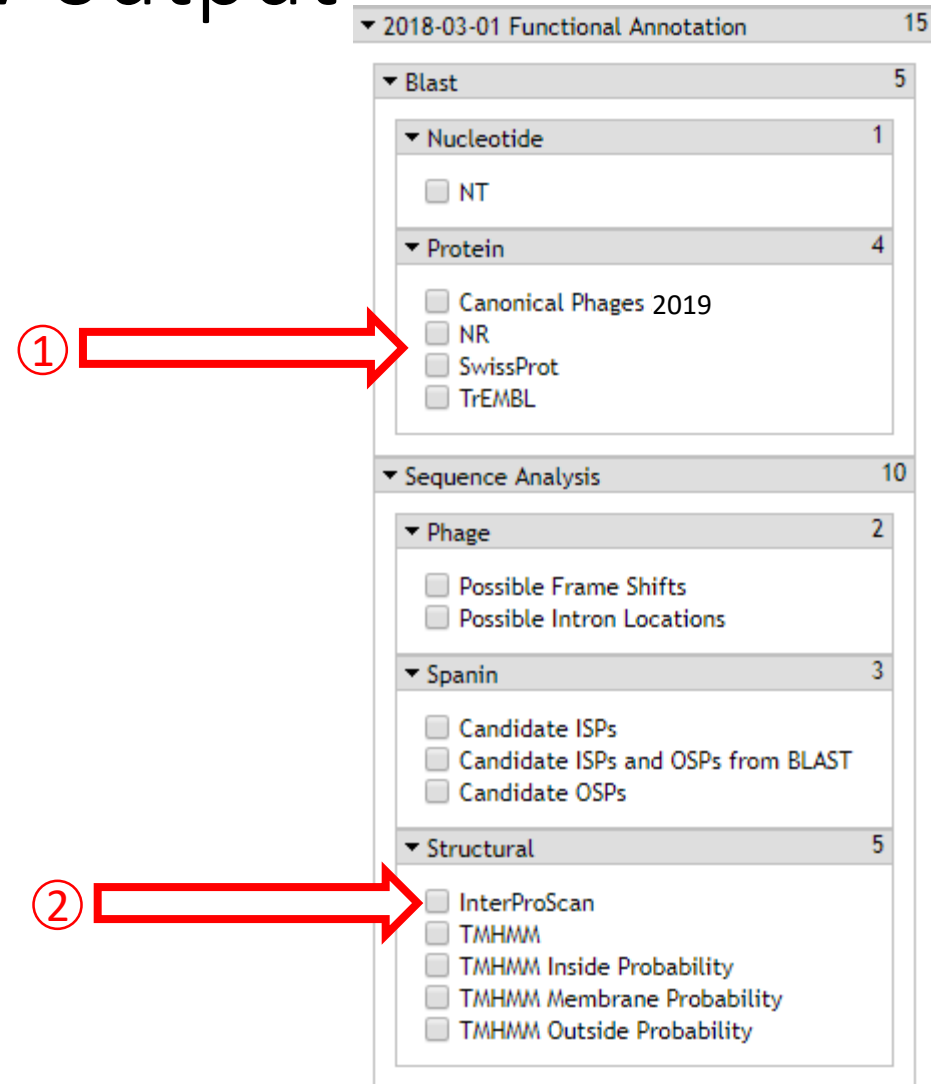 output
2018-03-01 Functional Annotation 15
Blast 5
Nucleotide 1
NT
Protein 4
Canonical Phages 2019
① NR
SwissProt
TrEMBL
Sequence Analysis 10
Phage 2
Possible Frame Shifts
Possible Intron Locations
Spanin 3
Candidate ISPs
Candidate ISPs and OSPs from BLAST
Candidate OSPs
Structural 5
② InterProScan
TMHMM
TMHMM Inside Probability
TMHMM Membrane Probability
TMHMM Outside Probability